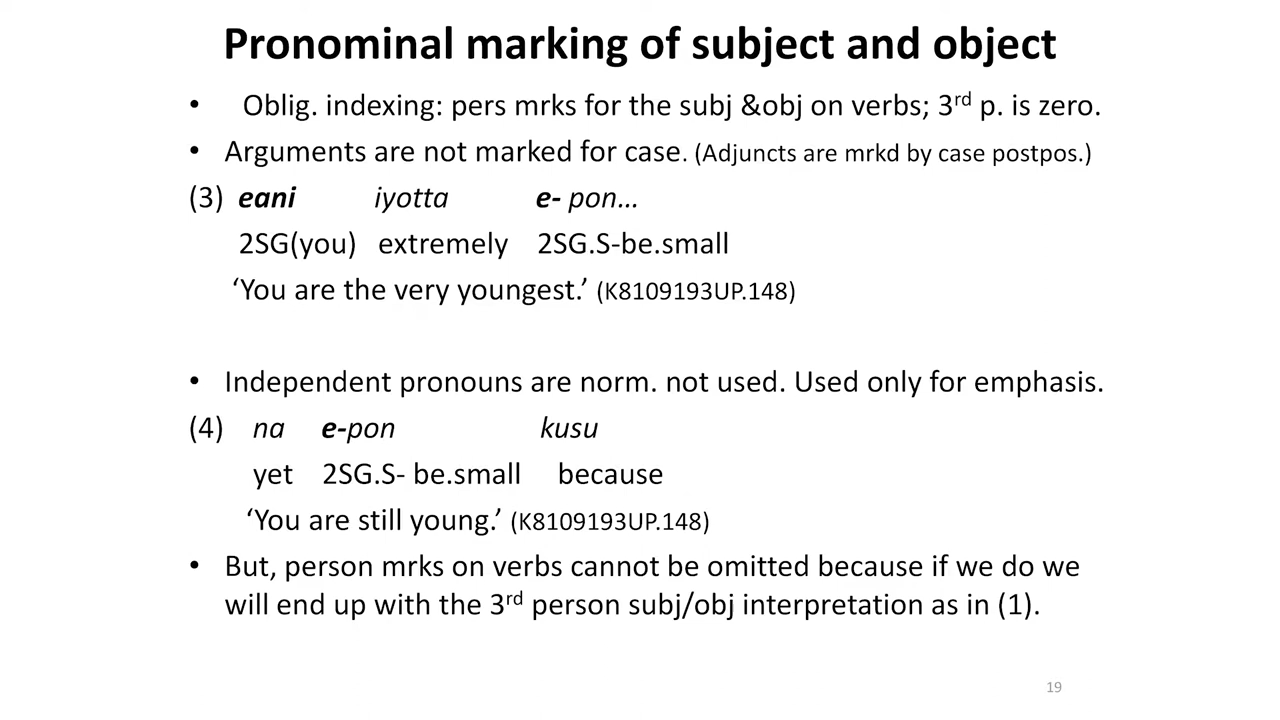 Pronominal marking of subject and object
• Oblig. indexing: pers mrks for the subj &obj on verbs; 3rd p. is zero.
• Arguments are not marked for case. (Adjuncts are mrkd by case postpos.)
(3) eani iyotta e- pon…
2SG(you) extremely 2SG.S-be.small
‘You are the very youngest.’ (K8109193UP.148)
• Independent pronouns are norm. not used. Used only for emphasis.
(4) na e-pon kusu
yet 2SG.S- be.small because
‘You are still young.’ (K8109193UP.148)
• But, person mrks on verbs cannot be omitted because if we do we
will end up with the 3rd person subj/obj interpretation as in (1).
19